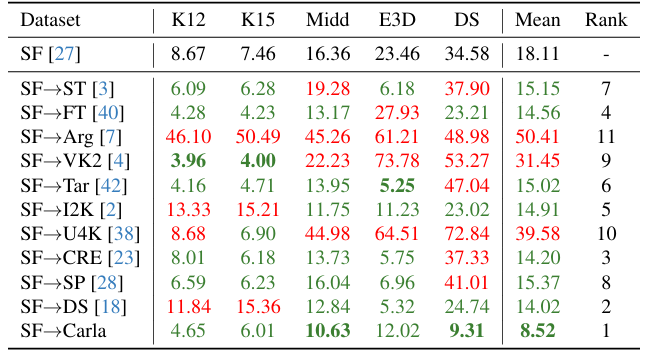 Dataset K12 K15 Midd E3D DS Mean Rank
SF [27] 8.67 7.46 16.36 23.46 34.58 18.11 -
SF→ST [3] 6.09 6.28 19.28 6.18 37.90 15.15 7
SF→FT [40] 4.28 4.23 13.17 27.93 23.21 14.56 4
SF→Arg [7] 46.10 50.49 45.26 61.21 48.98 50.41 11
SF→VK2 [4] 3.96 4.00 22.23 73.78 53.27 31.45 9
SF→Tar [42] 4.16 4.71 13.95 5.25 47.04 15.02 6
SF→I2K [2] 13.33 15.21 11.75 11.23 23.02 14.91 5
SF→U4K [38] 8.68 6.90 44.98 64.51 72.84 39.58 10
SF→CRE [23] 8.01 6.18 13.73 5.75 37.33 14.20 3
SF→SP [28] 6.59 6.23 16.04 6.96 41.01 15.37 8
SF→DS [18] 11.84 15.36 12.84 5.32 24.74 14.02 2
SF→Carla 4.65 6.01 10.63 12.02 9.31 8.52 1